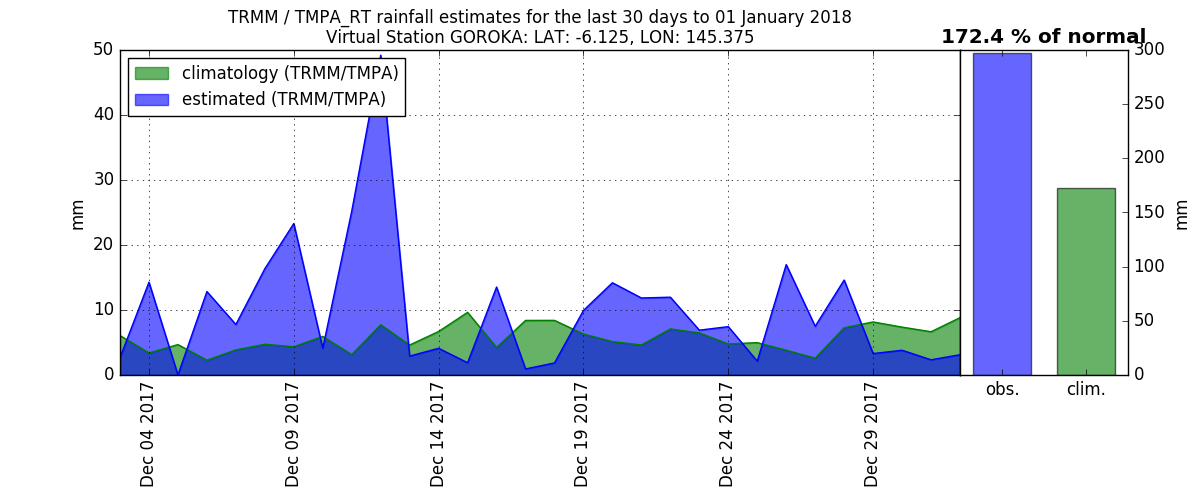 TRMM / TMPA_RT rainfall estimates for the last 30 days to 01 January 2018
Virtual Station GOROKA: LAT: -6.125, LON: 145.375
172.4 % of normal
climatology (TRMM/TMPA)
estimated (TRMM/TMPA)
mm
50
40
30
20
10
0
Dec 04 2017
Dec 09 2017
Dec 14 2017
Dec 19 2017
Dec 24 2017
Dec 29 2017
obs.
clim.
300
250
200
150
100
50
0
mm